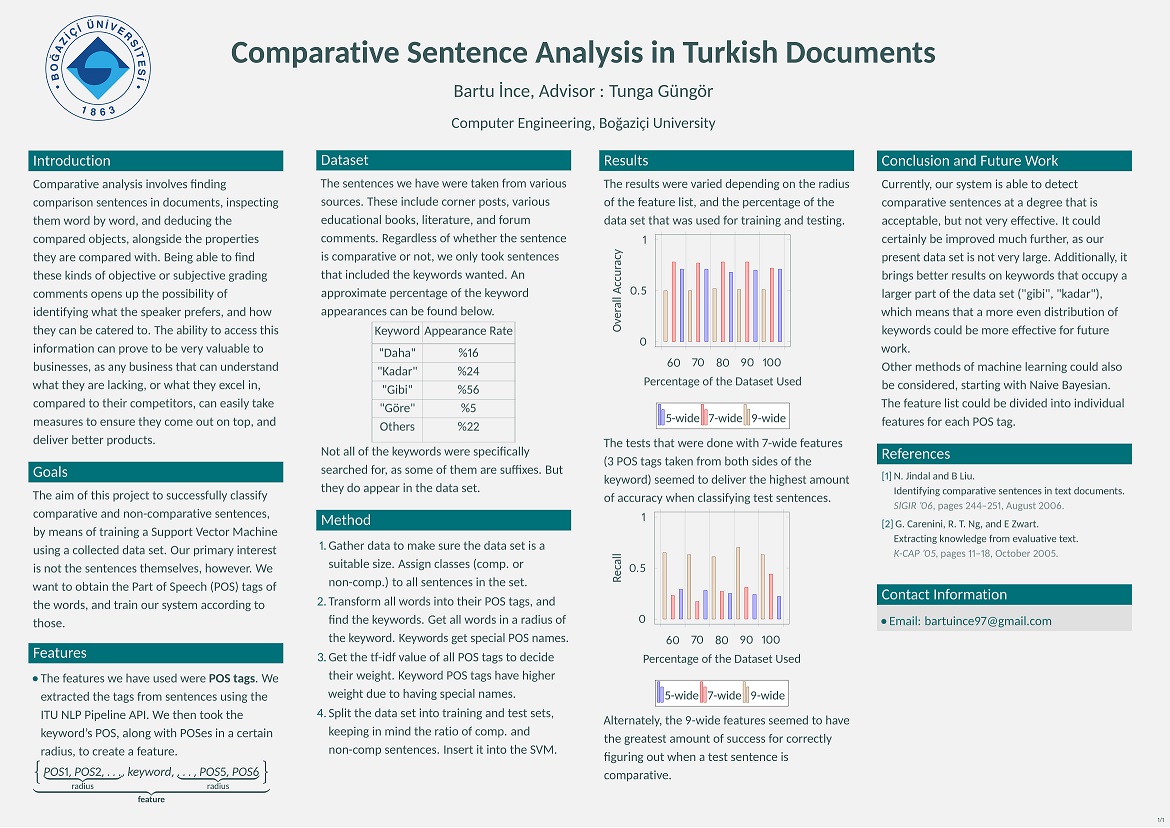 BOĞAZİÇİ ÜNİVERSİTESİ
1863
Comparative Sentence Analysis in Turkish Documents
Bartu İnce, Advisor : Tunga Güngör
Computer Engineering, Boğaziçi University
Introduction
Comparative analysis involves finding
comparison sentences in documents, inspecting
them word by word, and deducing the
compared objects, alongside the properties
they are compared with. Being able to find
these kinds of objective or subjective grading
comments opens up the possibility of
identifying what the speaker prefers, and how
they can be catered to. The ability to access this
information can prove to be very valuable to
businesses, as any business that can understand
what they are lacking, or what they excel in,
compared to their competitors, can easily take
measures to ensure they come out on top, and
deliver better products.
Goals
The aim of this project to successfully classify
comparative and non-comparative sentences,
by means of training a Support Vector Machine
using a collected data set. Our primary interest
is not the sentences themselves, however. We
want to obtain the Part of Speech (POS) tags of
the words, and train our system according to
those.
Features
• The features we have used were POS tags. We
extracted the tags from sentences using the
ITU NLP Pipeline API. We then took the
keyword's POS, along with POSes in a certain
radius, to create a feature.
{ POS1, POS2, . . ., keyword, . . . , POS5, POS6 }
radius radius
feature
Dataset
The sentences we have were taken from various
sources. These include corner posts, various
educational books, literature, and forum
comments. Regardless of whether the sentence
is comparative or not, we only took sentences
that included the keywords wanted. An
approximate percentage of the keyword
appearances can be found below.
Keyword Appearance Rate
"Daha" %16
"Kadar" %24
"Gibi" %56
"Göre" %5
Others %22
Not all of the keywords were specifically
searched for, as some of them are suffixes. But
they do appear in the data set.
Method
1. Gather data to make sure the data set is a
suitable size. Assign classes (comp. or
non-comp.) to all sentences in the set.
2. Transform all words into their POS tags, and
find the keywords. Get all words in a radius of
the keyword. Keywords get special POS names.
3. Get the tf-idf value of all POS tags to decide
their weight. Keyword POS tags have higher
weight due to having special names.
4. Split the data set into training and test sets,
keeping in mind the ratio of comp. and
non-comp sentences. Insert it into the SVM.
Results
The results were varied depending on the radius
of the feature list, and the percentage of the
data set that was used for training and testing.
Overall Accuracy
1
0.5
0
60 70 80 90 100
Percentage of the Dataset Used
5-wide 7-wide 9-wide
The tests that were done with 7-wide features
(3 POS tags taken from both sides of the
keyword) seemed to deliver the highest amount
of accuracy when classifying test sentences.
Recall
1
0.5
0
60 70 80 90 100
Percentage of the Dataset Used
5-wide 7-wide 9-wide
Alternately, the 9-wide features seemed to have
the greatest amount of success for correctly
figuring out when a test sentence is
comparative.
Conclusion and Future Work
Currently, our system is able to detect
comparative sentences at a degree that is
acceptable, but not very effective. It could
certainly be improved much further, as our
present data set is not very large. Additionally, it
brings better results on keywords that occupy a
larger part of the data set ("gibi", "kadar"),
which means that a more even distribution of
keywords could be more effective for future
work.
Other methods of machine learning could also
be considered, starting with Naive Bayesian.
The feature list could be divided into individual
features for each POS tag.
References
[1] N. Jindal and B Liu.
Identifying comparative sentences in text documents.
SIGIR '06, pages 244–251, August 2006.
[2] G. Carenini, R. T. Ng, and E Zwart.
Extracting knowledge from evaluative text.
K-CAP '05, pages 11–18, October 2005.
Contact Information
• Email: bartuince97@gmail.com
1/1